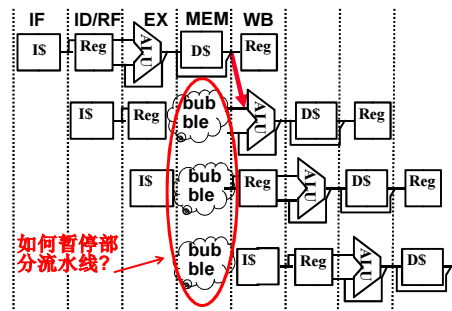 IF ID/RF EX MEM WB
I$ Reg ALU D$ Reg
I$ Reg bub ble ALU D$ Reg
I$ bub ble Reg ALU D$ Reg
如何暂停部
分流水线?
bub ble I$ Reg ALU D$